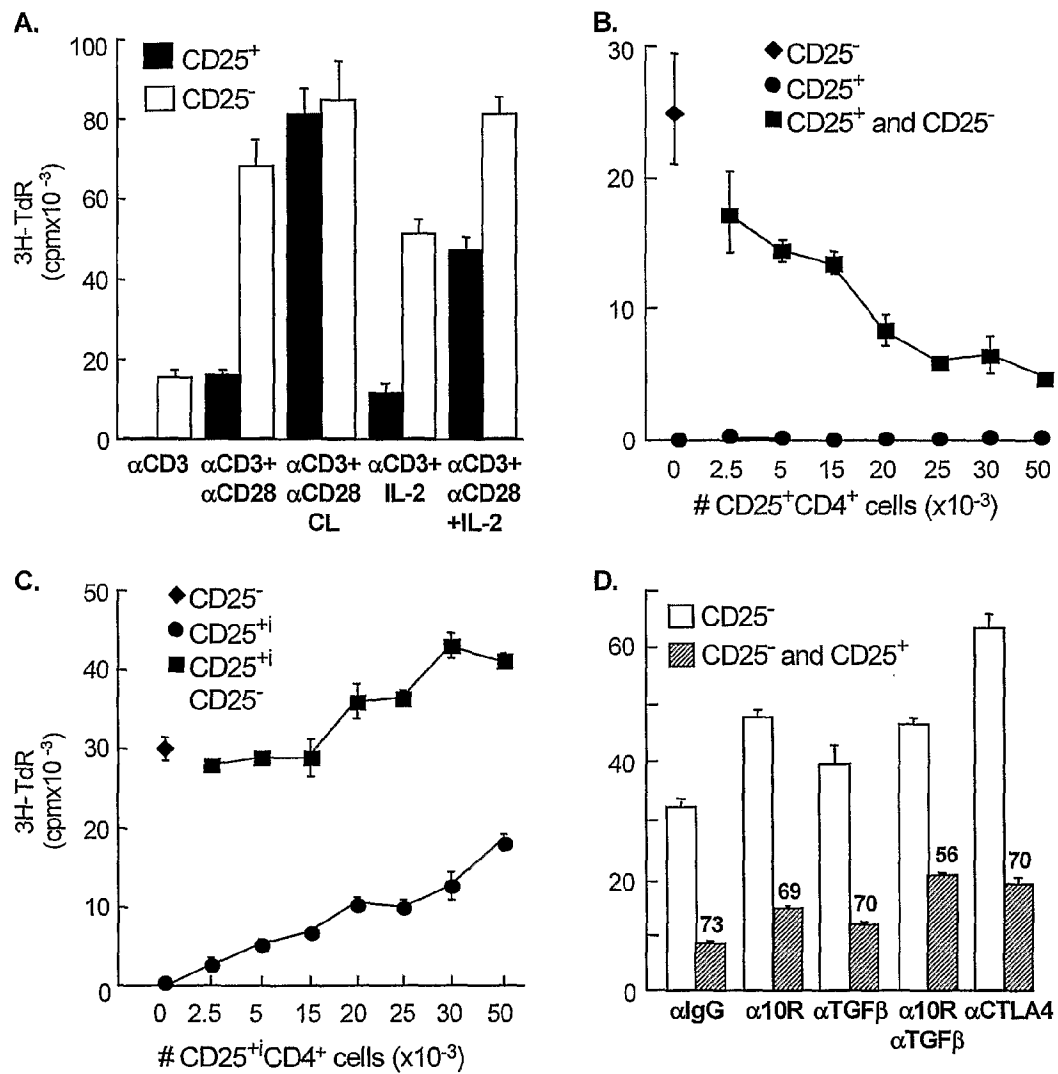 A.
CD25⁺
CD25⁻
3H-TdR
(cpmx10⁻³)
100
80
60
40
20
0
αCD3
αCD3+
αCD28
αCD3+
αCD28
CL
αCD3+
IL-2
αCD3+
αCD28
+IL-2
B.
CD25⁻
CD25⁺
CD25⁺ and CD25⁻
30
20
10
0
0 2.5 5 15 20 25 30 50
# CD25⁺CD4⁺ cells (x10⁻³)
C.
CD25⁻
CD25⁺ⁱ
CD25⁺ⁱ
CD25⁻
3H-TdR
(cpmx10⁻³)
50
40
30
20
10
0
0 2.5 5 15 20 25 30 50
# CD25⁺ⁱCD4⁺ cells (x10⁻³)
D.
CD25⁻
CD25⁻ and CD25⁺
60
40
20
0
73
69
70
56
70
αIgG
α10R
αTGFβ
α10R
αTGFβ
αCTLA4